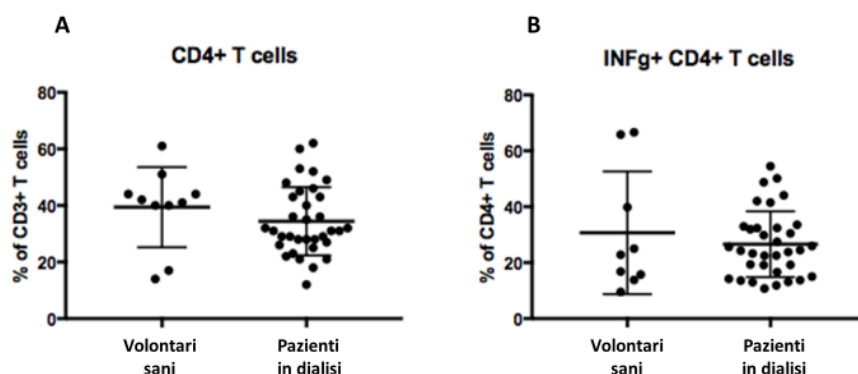 A
CD4+ T cells
% of CD3+ T cells
80
60
40
20
0
Volontari
sani
Pazienti
in dialisi
B
INFg+ CD4+ T cells
% of CD4+ T cells
80
60
40
20
0
Volontari
sani
Pazienti
in dialisi